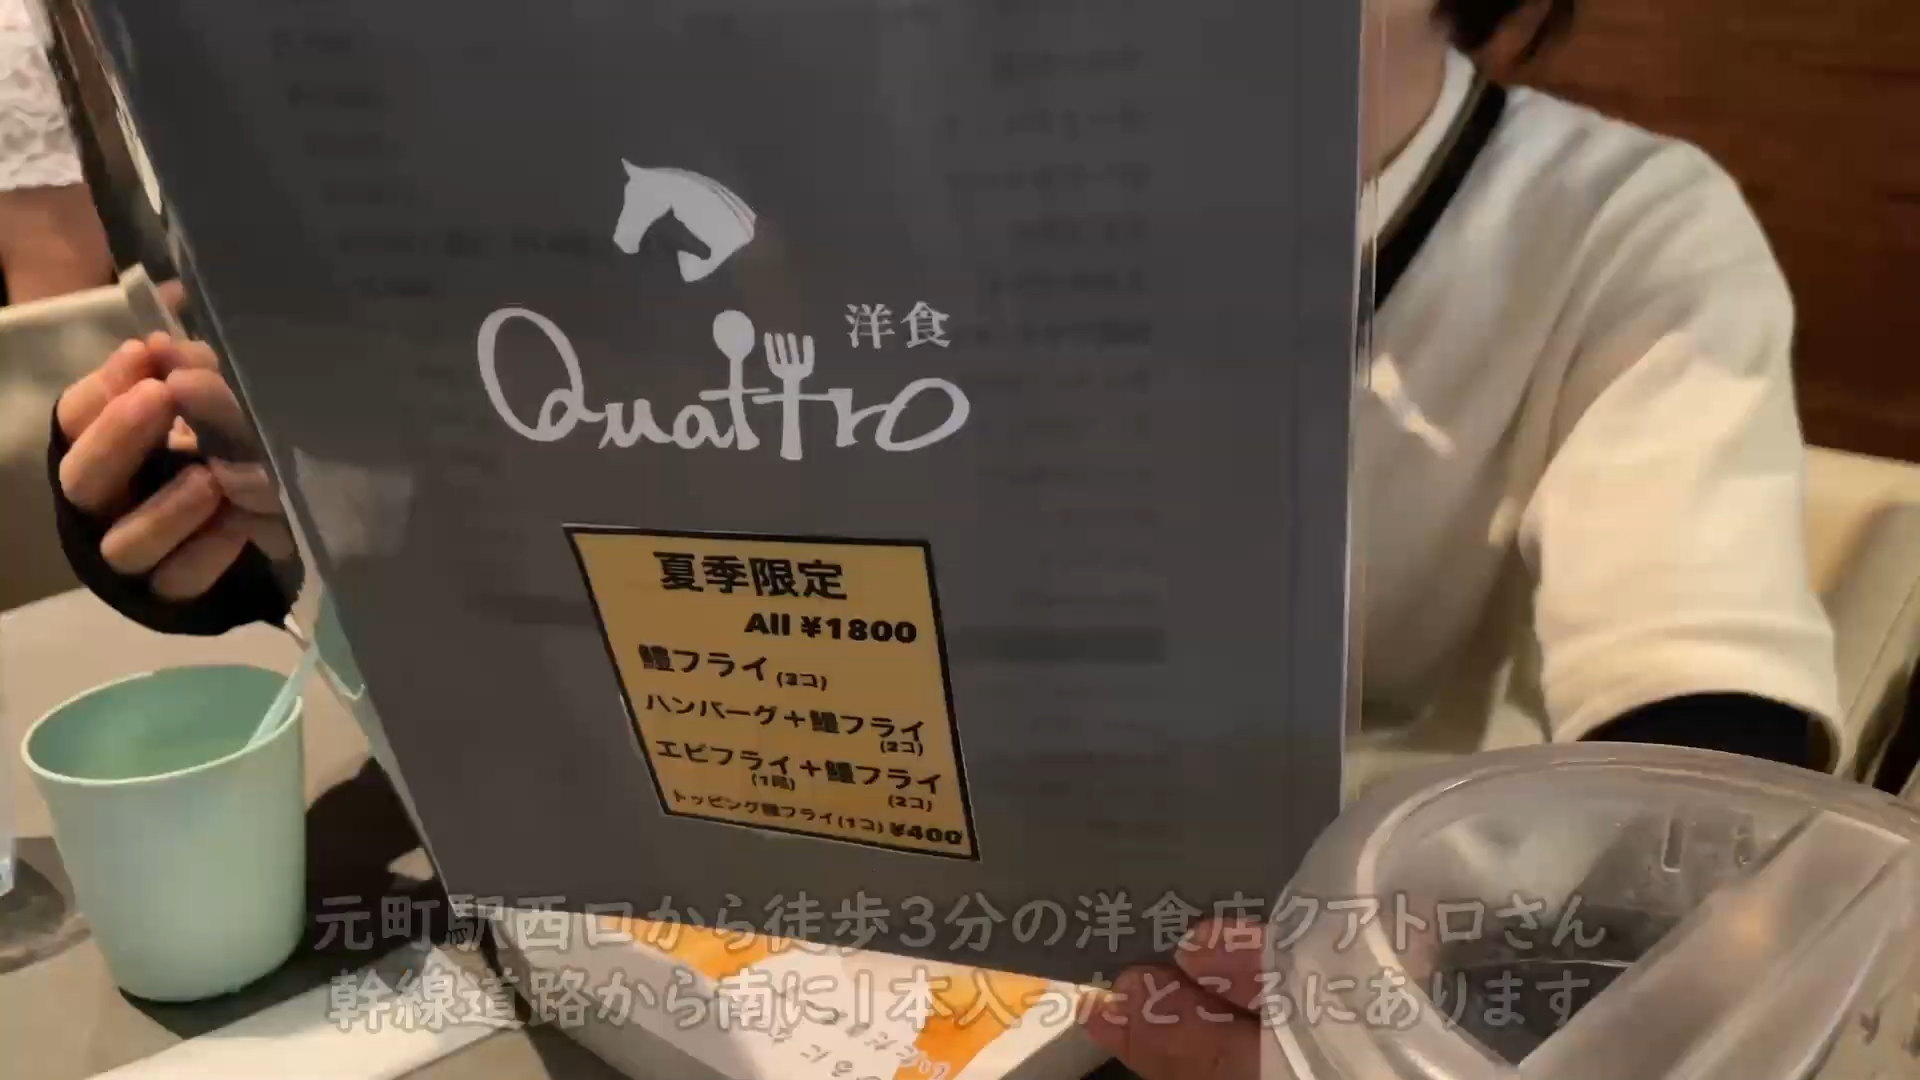 洋食
Quattro
夏季限定
All ¥1800
鱧フライ(3コ)
ハンバーグ+鱧フライ
(2コ)
エビフライ+鱧フライ
(1尾)
(2コ)
トッピング鱧フライ(1コ)¥400
元町駅西口から徒歩3分の洋食店クアトロさん
幹線道路から南に1本入ったところにあります